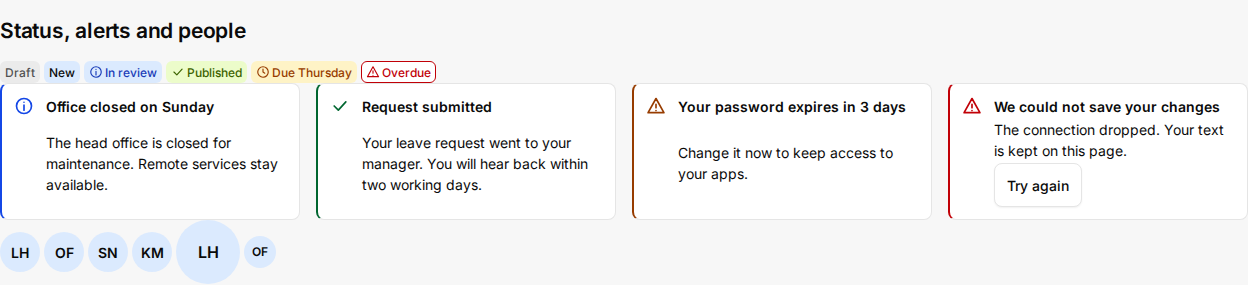 Status, alerts and people
Draft New In review Published Due Thursday Overdue
Office closed on Sunday
The head office is closed for
maintenance. Remote services stay
available.
Request submitted
Your leave request went to your
manager. You will hear back within
two working days.
Your password expires in 3 days
Change it now to keep access to
your apps.
We could not save your changes
The connection dropped. Your text
is kept on this page.
Try again
LH OF SN KM LH OF